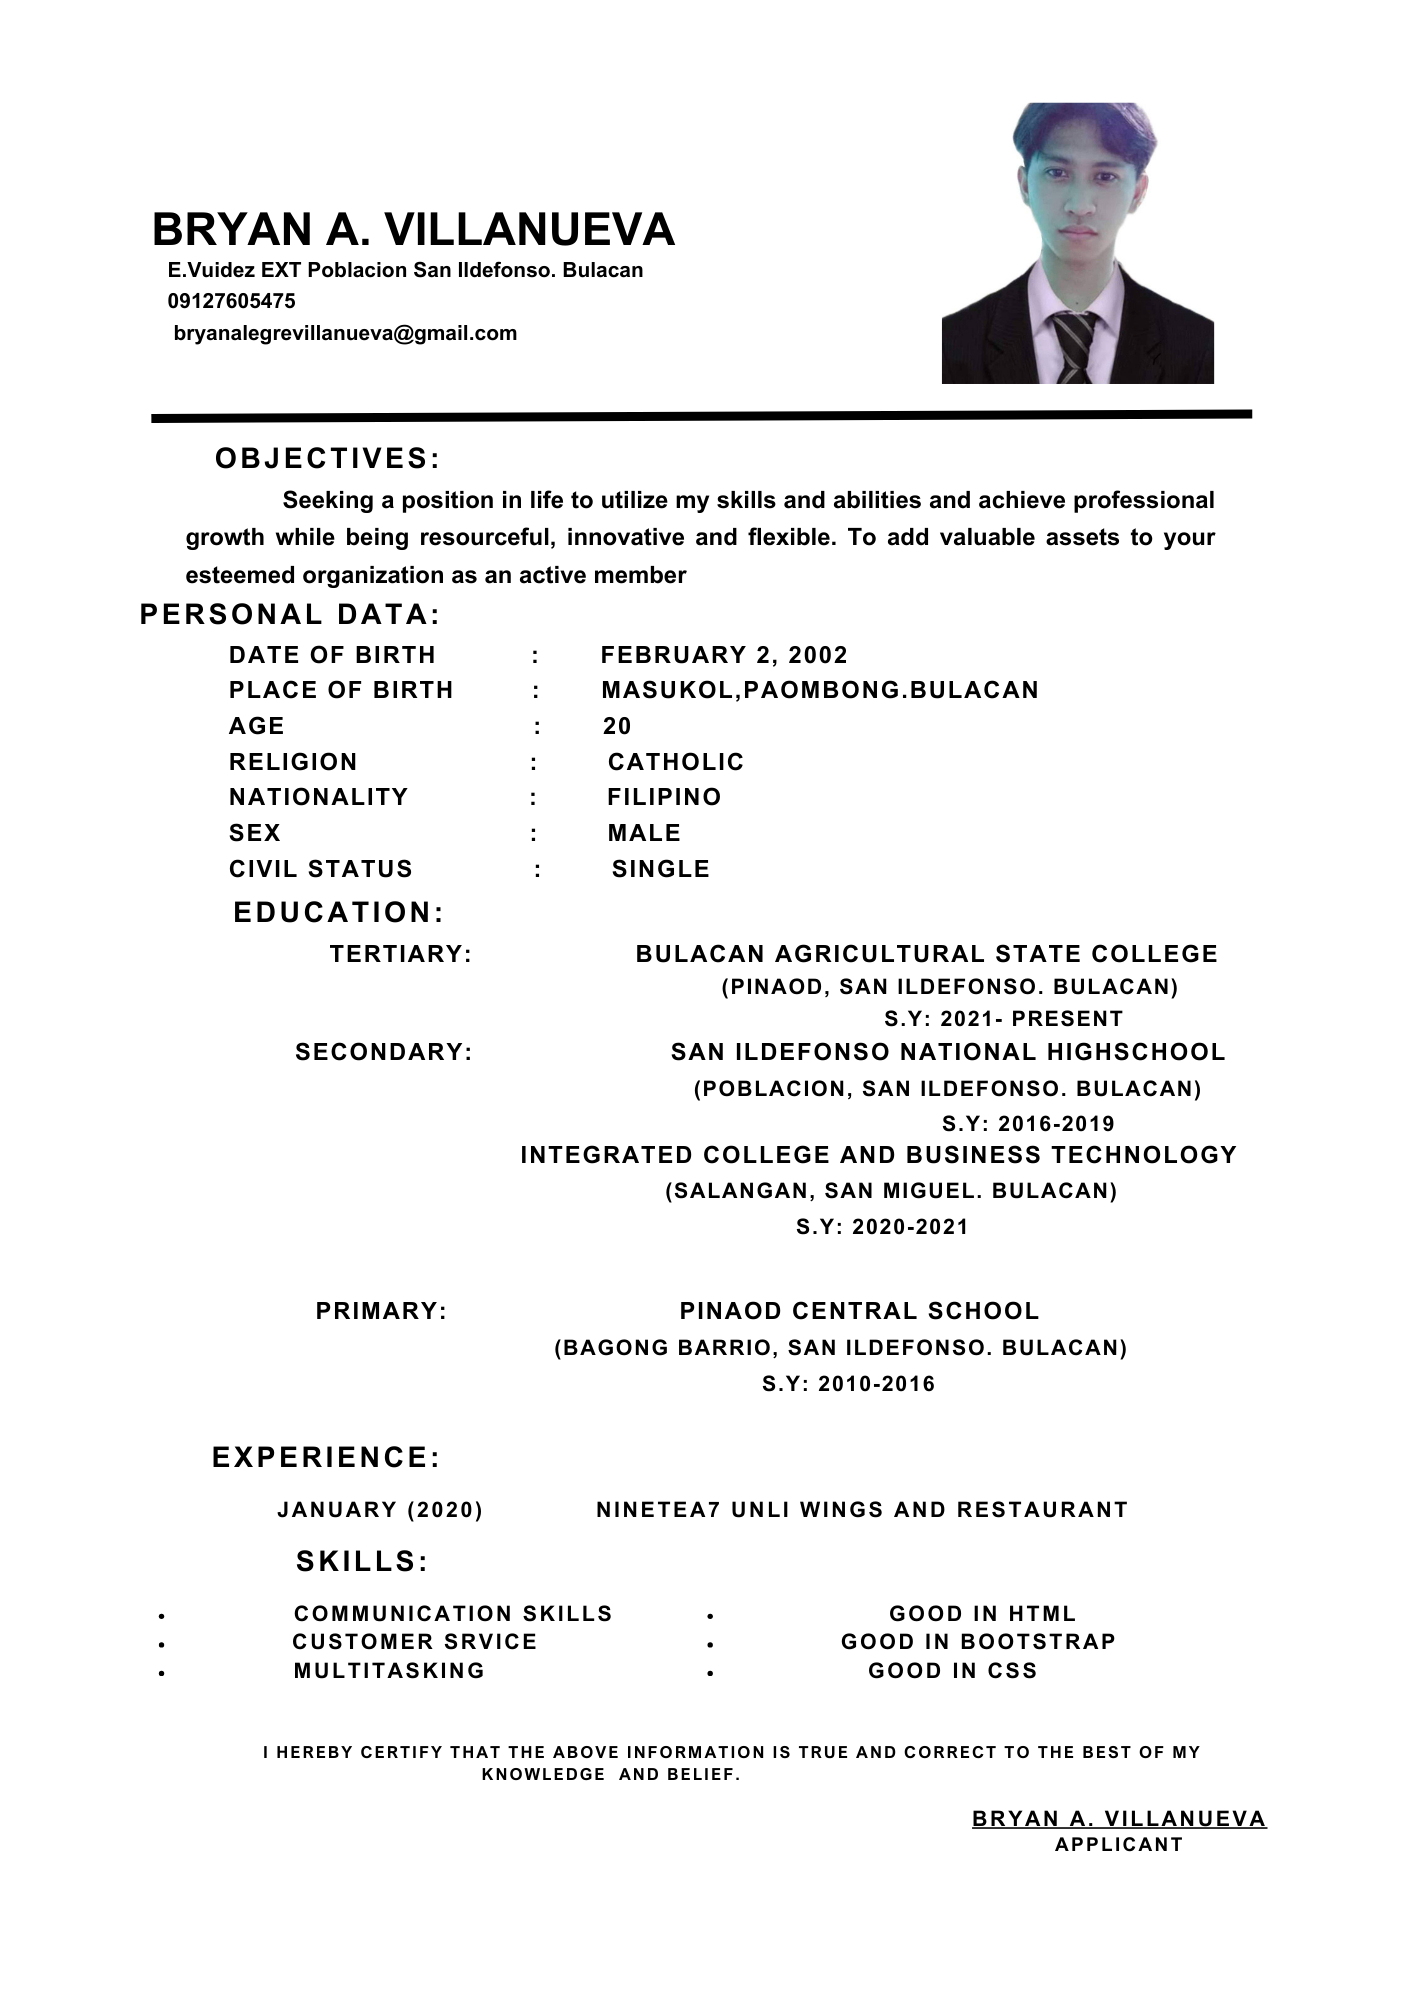 BRYAN A. VILLANUEVA
E.Vuidez EXT Poblacion San Ildefonso. Bulacan
09127605475
bryanalegrevillanueva@gmail.com
OBJECTIVES:
Seeking a position in life to utilize my skills and abilities and achieve professional
growth while being resourceful, innovative and flexible. To add valuable assets to your
esteemed organization as an active member
PERSONAL DATA:
DATE OF BIRTH : FEBRUARY 2, 2002
PLACE OF BIRTH : MASUKOL,PAOMBONG.BULACAN
AGE : 20
RELIGION : CATHOLIC
NATIONALITY : FILIPINO
SEX : MALE
CIVIL STATUS : SINGLE
EDUCATION:
TERTIARY: BULACAN AGRICULTURAL STATE COLLEGE
(PINAOD, SAN ILDEFONSO. BULACAN)
S.Y: 2021- PRESENT
SECONDARY: SAN ILDEFONSO NATIONAL HIGHSCHOOL
(POBLACION, SAN ILDEFONSO. BULACAN)
S.Y: 2016-2019
INTEGRATED COLLEGE AND BUSINESS TECHNOLOGY
(SALANGAN, SAN MIGUEL. BULACAN)
S.Y: 2020-2021
PRIMARY: PINAOD CENTRAL SCHOOL
(BAGONG BARRIO, SAN ILDEFONSO. BULACAN)
S.Y: 2010-2016
EXPERIENCE:
JANUARY (2020) NINETEA7 UNLI WINGS AND RESTAURANT
SKILLS:
• COMMUNICATION SKILLS • GOOD IN HTML
• CUSTOMER SRVICE • GOOD IN BOOTSTRAP
• MULTITASKING • GOOD IN CSS
I HEREBY CERTIFY THAT THE ABOVE INFORMATION IS TRUE AND CORRECT TO THE BEST OF MY
KNOWLEDGE AND BELIEF.
BRYAN A. VILLANUEVA
APPLICANT